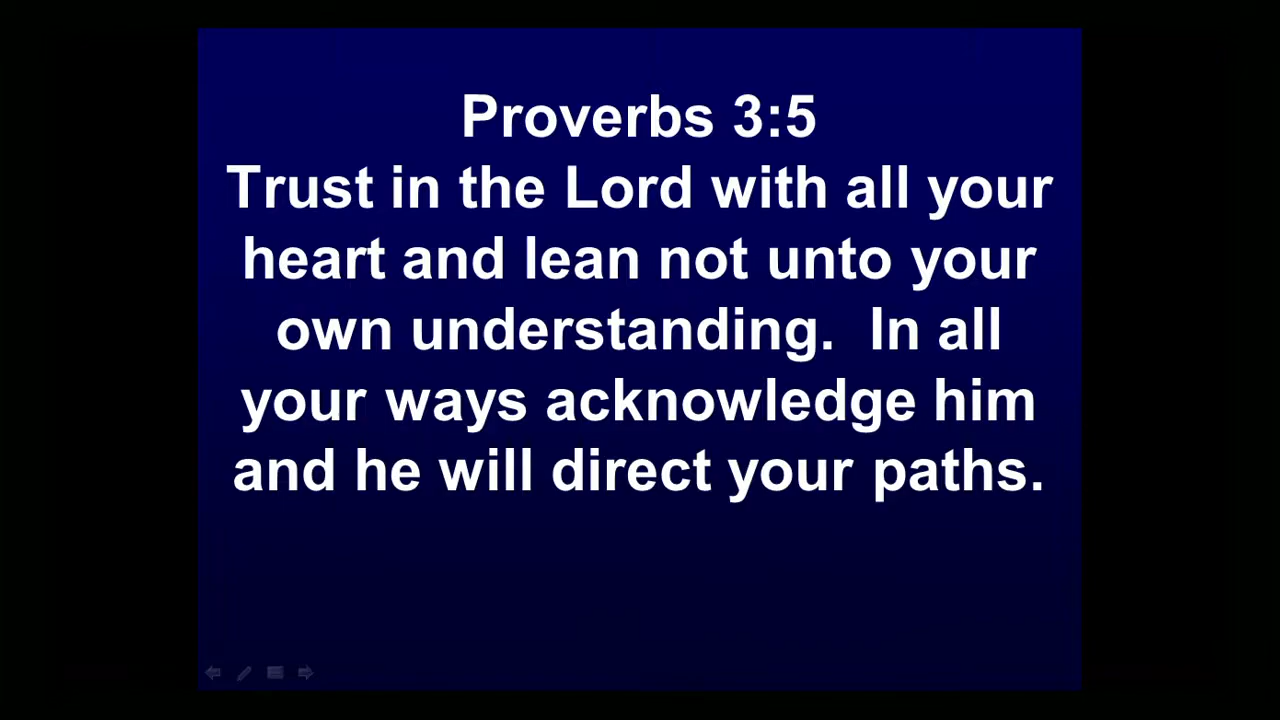 Proverbs 3:5
Trust in the Lord with all your
heart and lean not unto your
own understanding.  In all
your ways acknowledge him
and he will direct your paths.